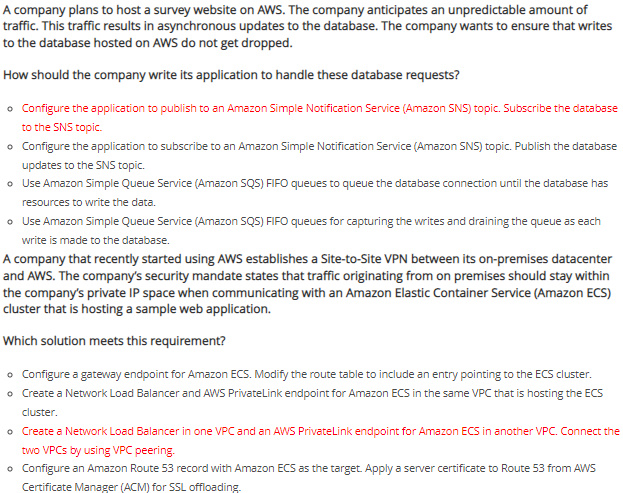 A company plans to host a survey website on AWS. The company anticipates an unpredictable amount of
traffic. This traffic results in asynchronous updates to the database. The company wants to ensure that writes
to the database hosted on AWS do not get dropped.
How should the company write its application to handle these database requests?
Configure the application to publish to an Amazon Simple Notification Service (Amazon SNS) topic. Subscribe the database
to the SNS topic.
Configure the application to subscribe to an Amazon Simple Notification Service (Amazon SNS) topic. Publish the database
updates to the SNS topic.
Use Amazon Simple Queue Service (Amazon SQS) FIFO queues to queue the database connection until the database has
resources to write the data.
Use Amazon Simple Queue Service (Amazon SQS) FIFO queues for capturing the writes and draining the queue as each
write is made to the database.
A company that recently started using AWS establishes a Site-to-Site VPN between its on-premises datacenter
and AWS. The company's security mandate states that traffic originating from on premises should stay within
the company's private IP space when communicating with an Amazon Elastic Container Service (Amazon ECS)
cluster that is hosting a sample web application.
Which solution meets this requirement?
Configure a gateway endpoint for Amazon ECS. Modify the route table to include an entry pointing to the ECS cluster.
Create a Network Load Balancer and AWS PrivateLink endpoint for Amazon ECS in the same VPC that is hosting the ECS
cluster.
Create a Network Load Balancer in one VPC and an AWS PrivateLink endpoint for Amazon ECS in another VPC. Connect the
two VPCs by using VPC peering.
Configure an Amazon Route 53 record with Amazon ECS as the target. Apply a server certificate to Route 53 from AWS
Certificate Manager (ACM) for SSL offloading.